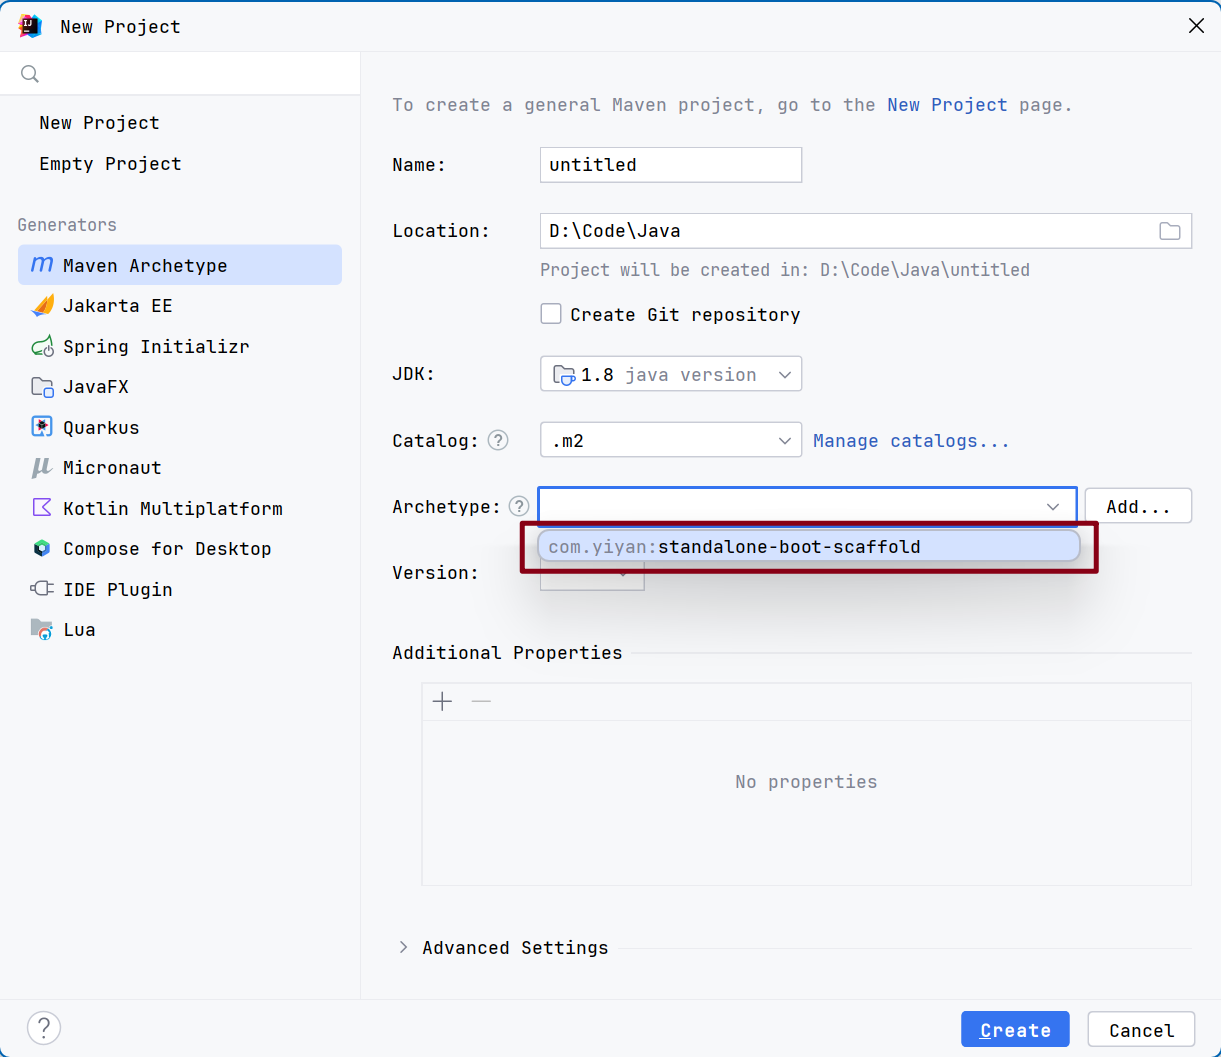 New Project
New Project
Empty Project
Generators
Maven Archetype
Jakarta EE
Spring Initializr
JavaFX
Quarkus
Micronaut
Kotlin Multiplatform
Compose for Desktop
IDE Plugin
Lua
To create a general Maven project, go to the New Project page.
Name: untitled
Location: D:\Code\Java
Project will be created in: D:\Code\Java\untitled
Create Git repository
JDK: 1.8 java version
Catalog: ? .m2 Manage catalogs...
Archetype: ? Add...
com.yiyan:standalone-boot-scaffold
Version:
Additional Properties
No properties
Advanced Settings
? Create Cancel